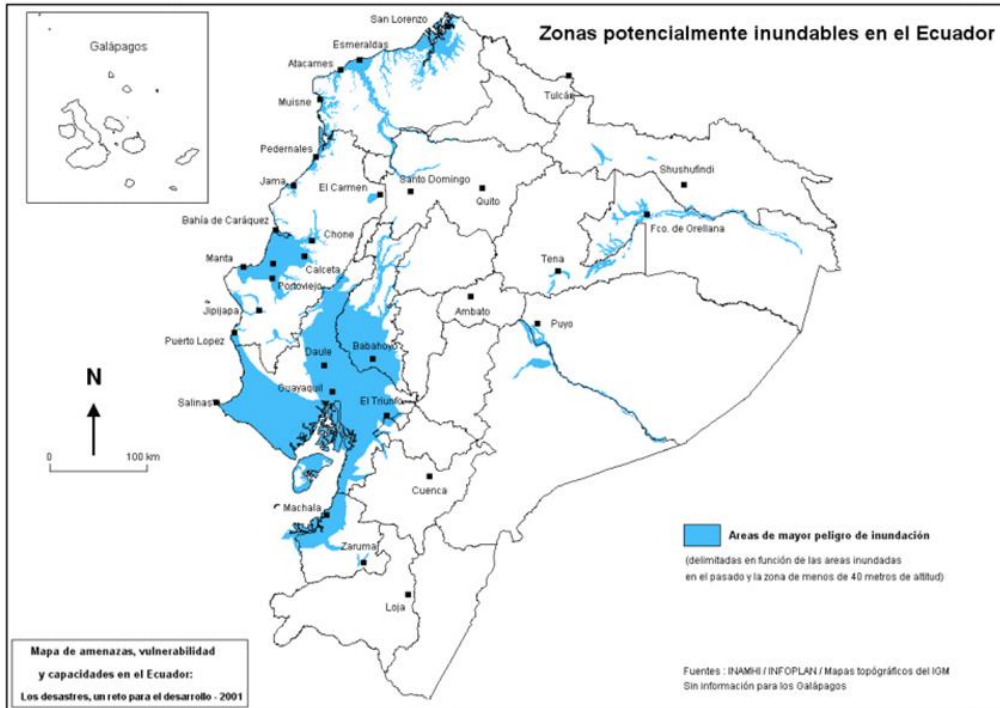 Zonas potencialmente inundables en el Ecuador
Galápagos
San Lorenzo
Esmeraldas
Atacames
Muisne
Tulcán
Pedernales
Jama
El Carmen
Santo Domingo
Quito
Shushufindi
Bahía de Caráquez
Chone
Fco. de Orellana
Manta
Calceta
Portoviejo
Tena
Jipijapa
Ambato
Puerto Lopez
Puyo
Daule
Babahoyo
Guayaquil
El Triunfo
Salinas
N
0 100 km
Cuenca
Machala
Zaruma
Loja
Areas de mayor peligro de inundación
(delimitadas en función de las areas inundadas
en el pasado y la zona de menos de 40 metros de altitud)
Mapa de amenazas, vulnerabilidad
y capacidades en el Ecuador:
Los desastres, un reto para el desarrollo - 2001
Fuentes : INAMHI / INFOPLAN / Mapas topógráficos del IGM
Sin información para los Galápagos